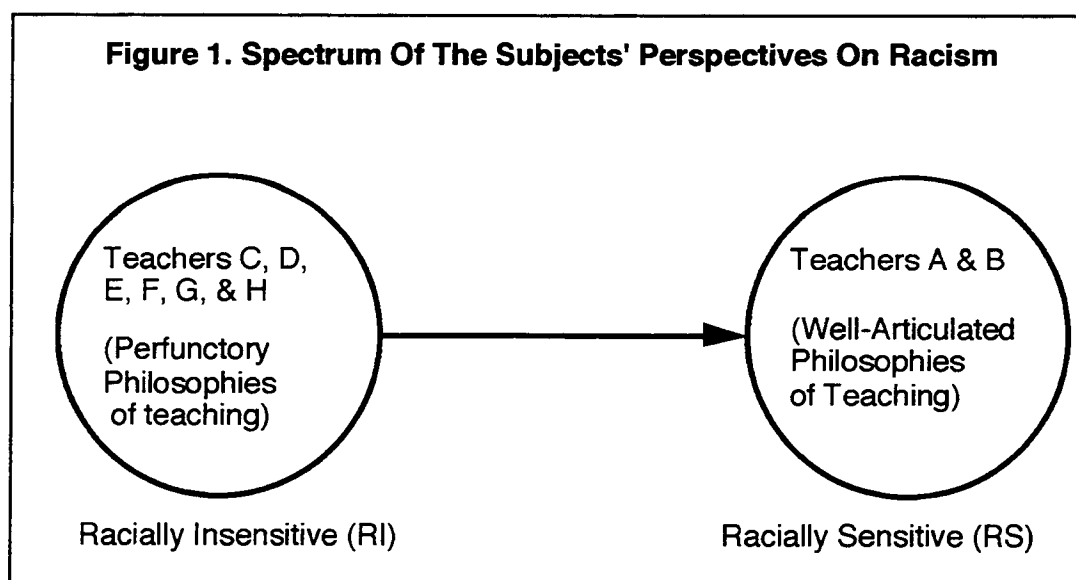 Figure 1. Spectrum Of The Subjects' Perspectives On Racism
Teachers C, D,
E, F, G, & H
(Perfunctory
Philosophies
of teaching)
Teachers A & B
(Well-Articulated
Philosophies
of Teaching)
Racially Insensitive (RI)
Racially Sensitive (RS)